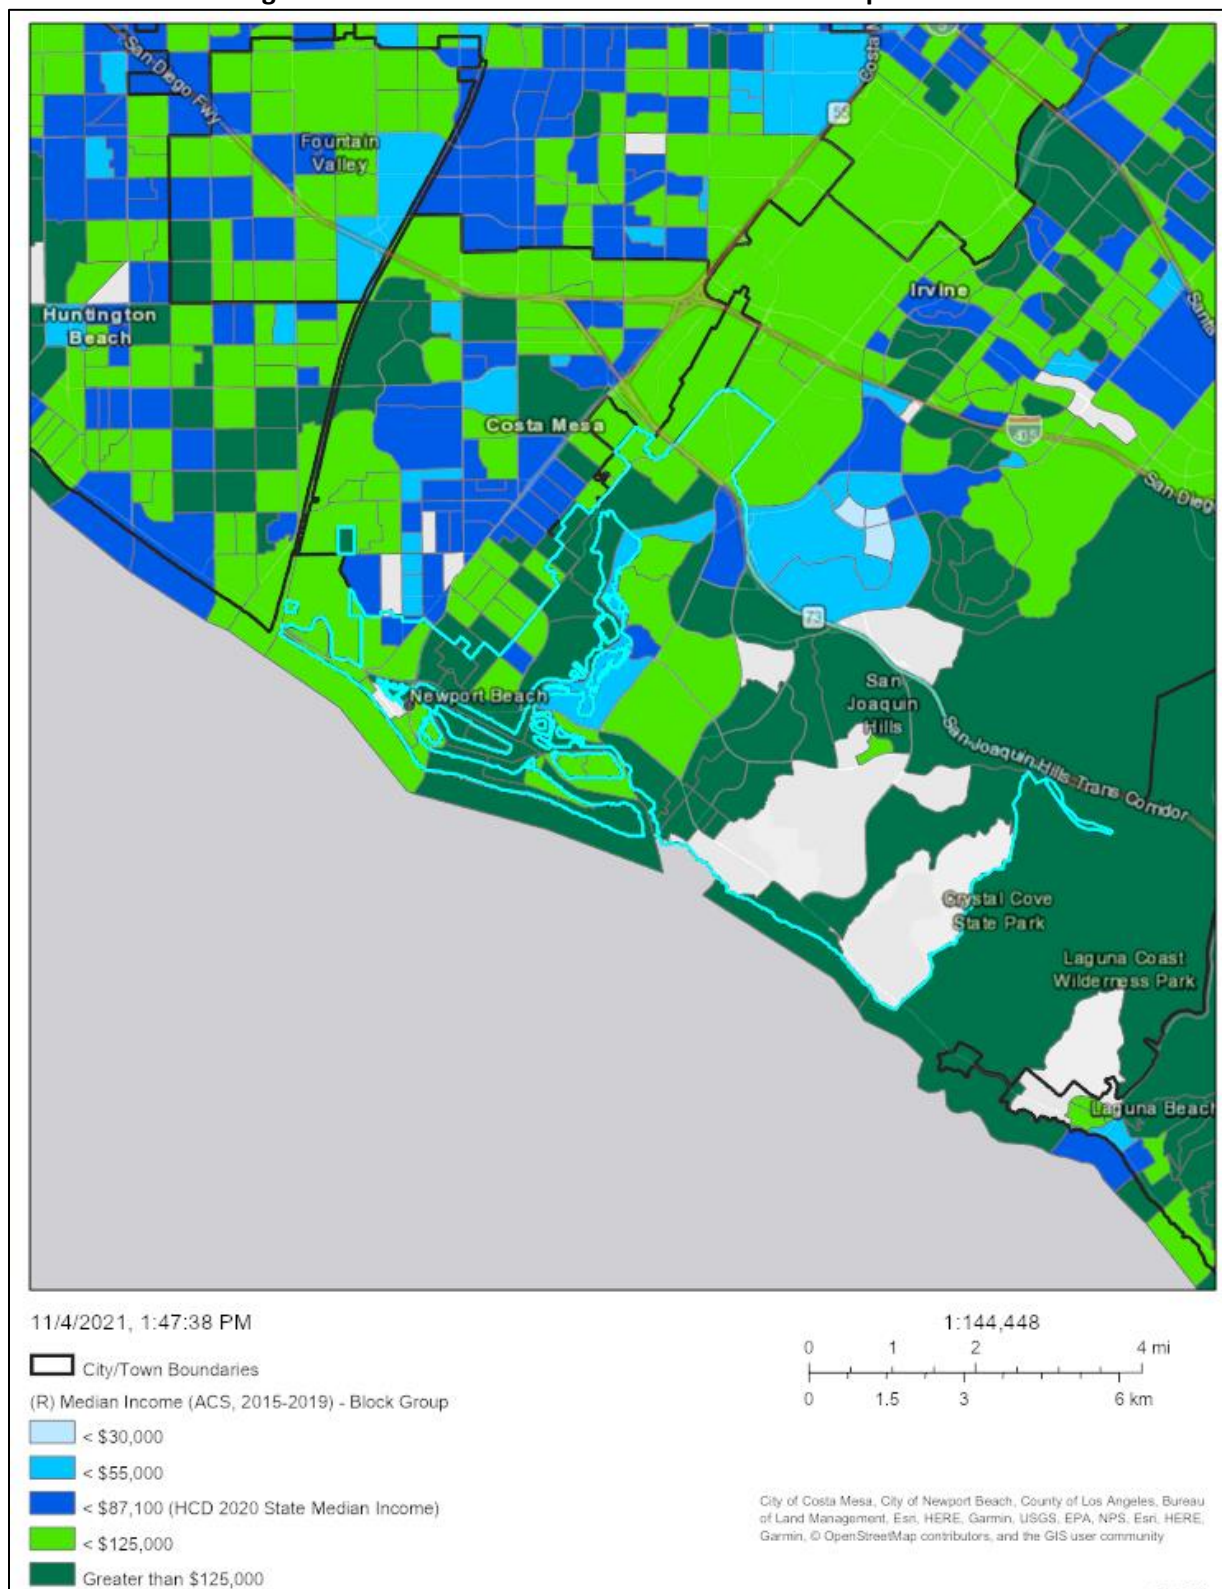 San Diego Fwy
Costa M
55
Fountain
Valley
Irvine
Santa
Huntington
Beach
Costa Mesa
405
San Dieg
73
Newport Beach
San
Joaquin
Hills
San Joaquin Hills Trans Corridor
Crystal Cove
State Park
Laguna Coast
Wilderness Park
Laguna Beach
11/4/2021, 1:47:38 PM
1:144,448
0 1 2 4 mi
0 1.5 3 6 km
City/Town Boundaries
(R) Median Income (ACS, 2015-2019) - Block Group
< $30,000
< $55,000
< $87,100 (HCD 2020 State Median Income)
< $125,000
Greater than $125,000
City of Costa Mesa, City of Newport Beach, County of Los Angeles, Bureau
of Land Management, Esri, HERE, Garmin, USGS, EPA, NPS, Esri, HERE,
Garmin, © OpenStreetMap contributors, and the GIS user community